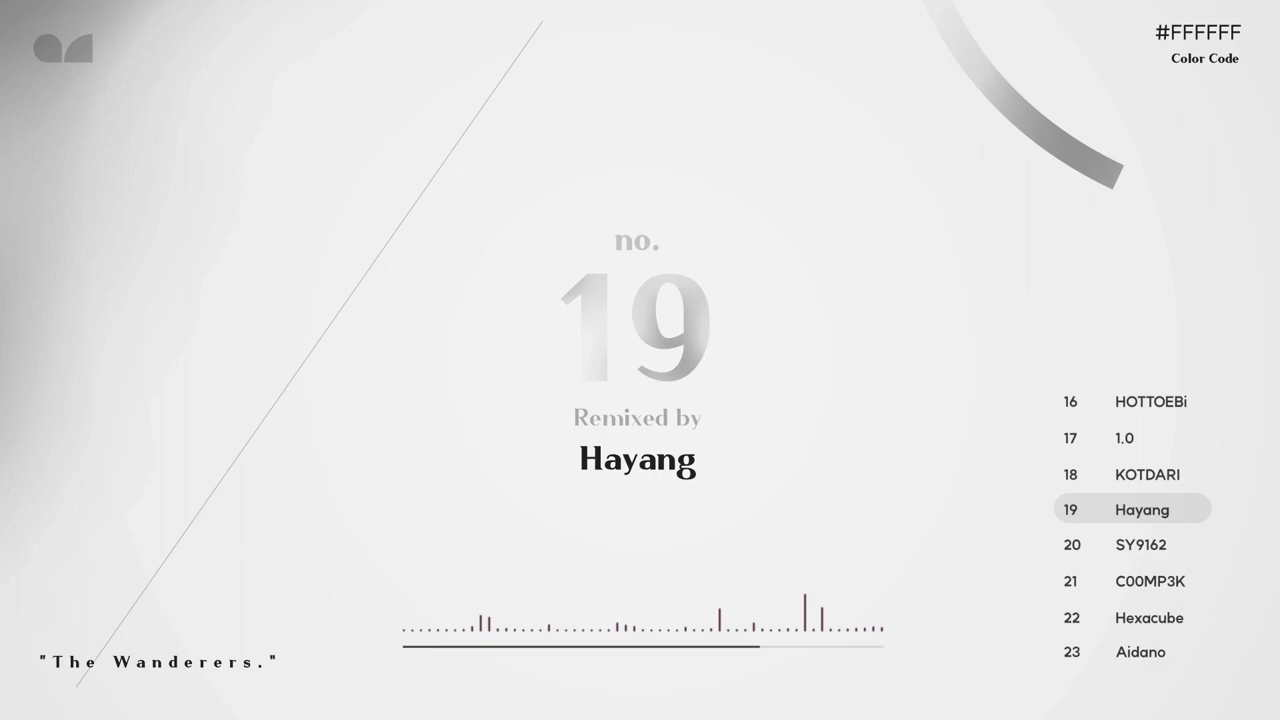 #FFFFFF
Color Code
no.
19
Remixed by
Hayang
16 HOTTOEBi
17 1.0
18 KOTDARI
19 Hayang
20 SY9162
21 C00MP3K
22 Hexacube
23 Aidano
"The Wanderers."